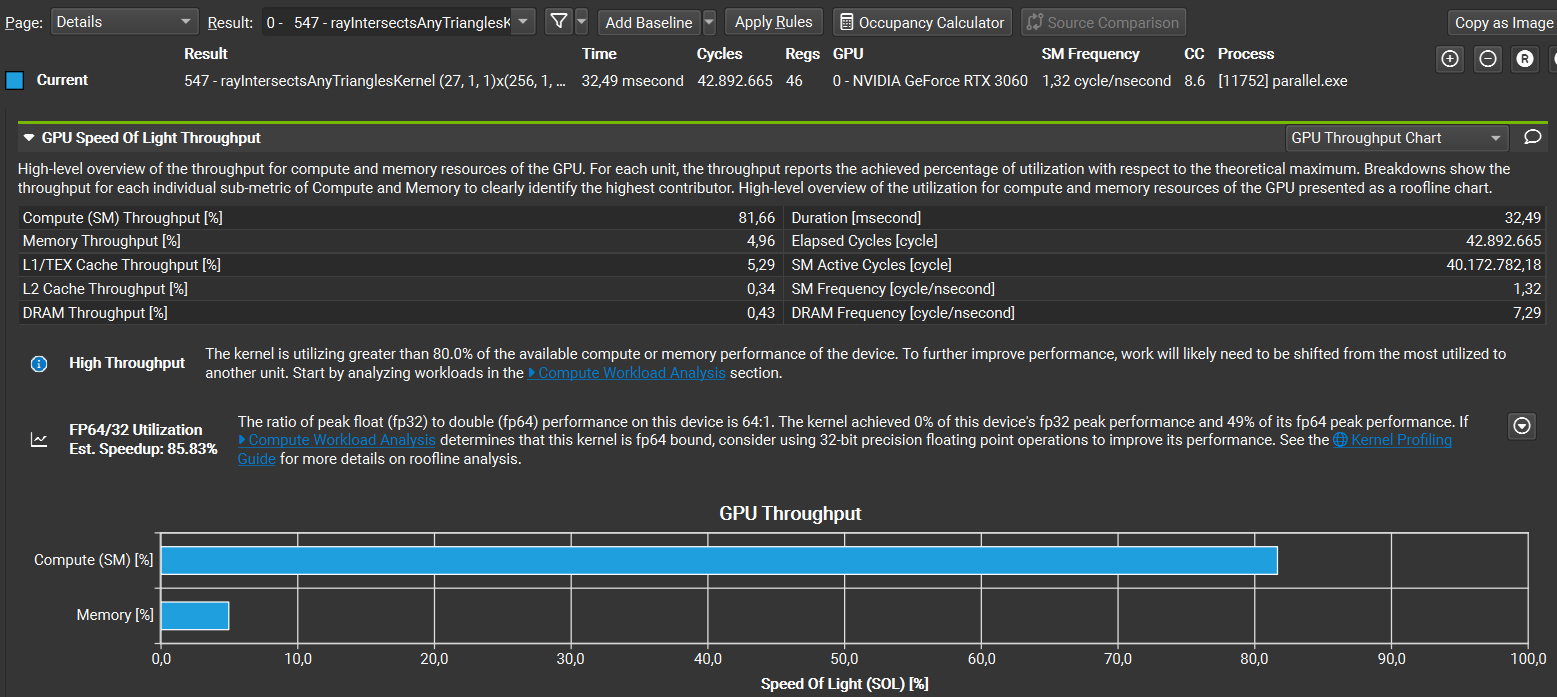 Page: Details Result: 0 - 547 - rayIntersectsAnyTrianglesK Add Baseline Apply Rules Occupancy Calculator Source Comparison Copy as Image
Result Time Cycles Regs GPU SM Frequency CC Process
Current 547 - rayIntersectsAnyTrianglesKernel (27, 1, 1)x(256, 1, ... 32,49 msecond 42.892.665 46 0 - NVIDIA GeForce RTX 3060 1,32 cycle/nsecond 8.6 [11752] parallel.exe
R
GPU Speed Of Light Throughput GPU Throughput Chart
High-level overview of the throughput for compute and memory resources of the GPU. For each unit, the throughput reports the achieved percentage of utilization with respect to the theoretical maximum. Breakdowns show the
throughput for each individual sub-metric of Compute and Memory to clearly identify the highest contributor. High-level overview of the utilization for compute and memory resources of the GPU presented as a roofline chart.
Compute (SM) Throughput [%] 81,66 Duration [msecond] 32,49
Memory Throughput [%] 4,96 Elapsed Cycles [cycle] 42.892.665
L1/TEX Cache Throughput [%] 5,29 SM Active Cycles [cycle] 40.172.782,18
L2 Cache Throughput [%] 0,34 SM Frequency [cycle/nsecond] 1,32
DRAM Throughput [%] 0,43 DRAM Frequency [cycle/nsecond] 7,29
High Throughput
The kernel is utilizing greater than 80.0% of the available compute or memory performance of the device. To further improve performance, work will likely need to be shifted from the most utilized to
another unit. Start by analyzing workloads in the Compute Workload Analysis section.
FP64/32 Utilization
Est. Speedup: 85.83%
The ratio of peak float (fp32) to double (fp64) performance on this device is 64:1. The kernel achieved 0% of this device's fp32 peak performance and 49% of its fp64 peak performance. If
Compute Workload Analysis determines that this kernel is fp64 bound, consider using 32-bit precision floating point operations to improve its performance. See the Kernel Profiling
Guide for more details on roofline analysis.
GPU Throughput
Compute (SM) [%]
Memory [%]
0,0 10,0 20,0 30,0 40,0 50,0 60,0 70,0 80,0 90,0 100,0
Speed Of Light (SOL) [%]